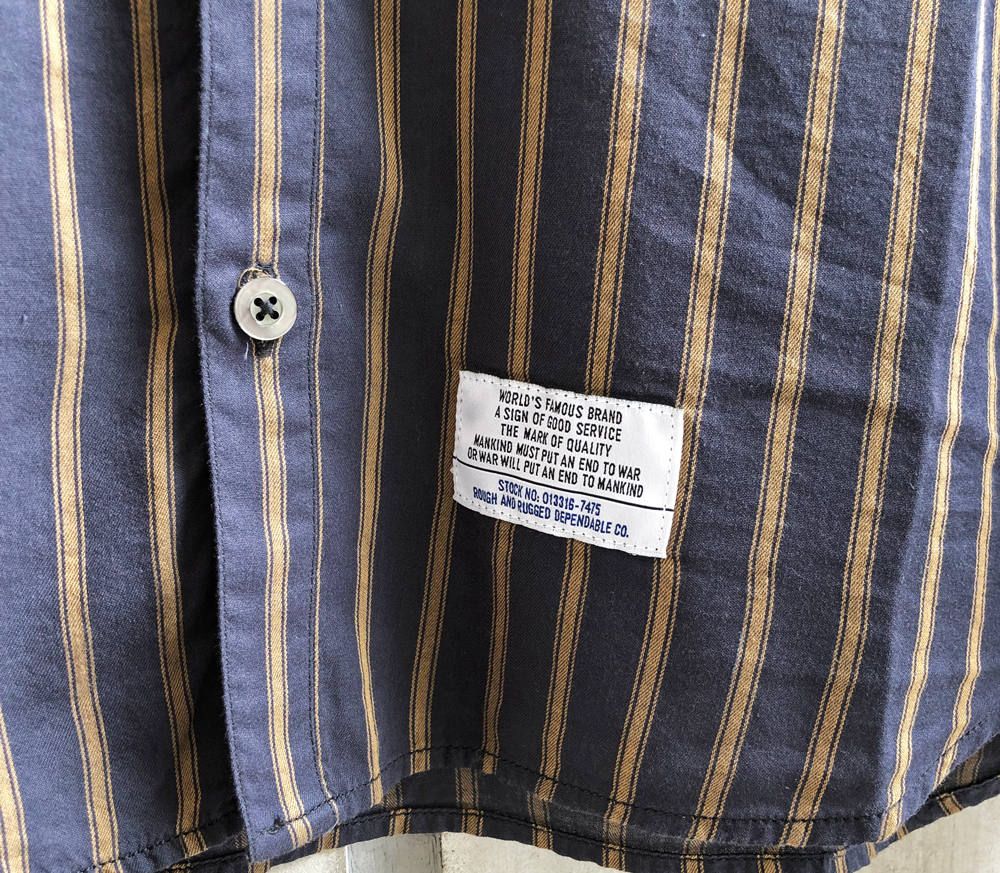 WORLD'S FAMOUS BRAND
A SIGN OF GOOD SERVICE
THE MARK OF QUALITY
MANKIND MUST PUT AN END TO WAR
OR WAR WILL PUT AN END TO MANKIND
STOCK NO: 013316-7475
ROUGH AND RUGGED DEPENDABLE CO.